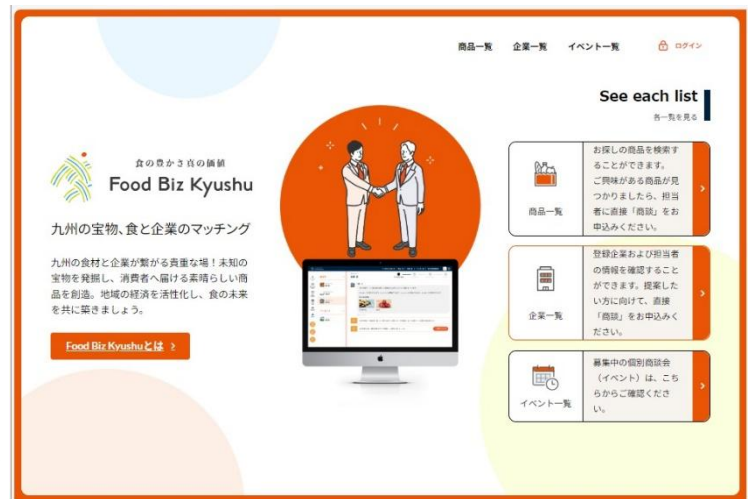 商品一覧 企業一覧 イベント一覧 ログイン
食の豊かさ真の価値
Food Biz Kyushu
九州の宝物、食と企業のマッチング
九州の食材と企業が繋がる貴重な場！未知の
宝物を発掘し、消費者へ届ける素晴らしい商
品を創造。地域の経済を活性化し、食の未来
を共に築きましょう。
Food Biz Kyushuとは
See each list
各一覧を見る
商品一覧
お探しの商品を検索す
ることができます。
ご興味がある商品が見
つかりましたら、担当
者に直接「商談」をお
申込みください。
企業一覧
登録企業および担当者
の情報を確認すること
ができます。提案した
い方に向けて、直接
「商談」をお申込みく
ださい。
イベント一覧
募集中の個別商談会
（イベント）は、こち
らからご確認くださ
い。